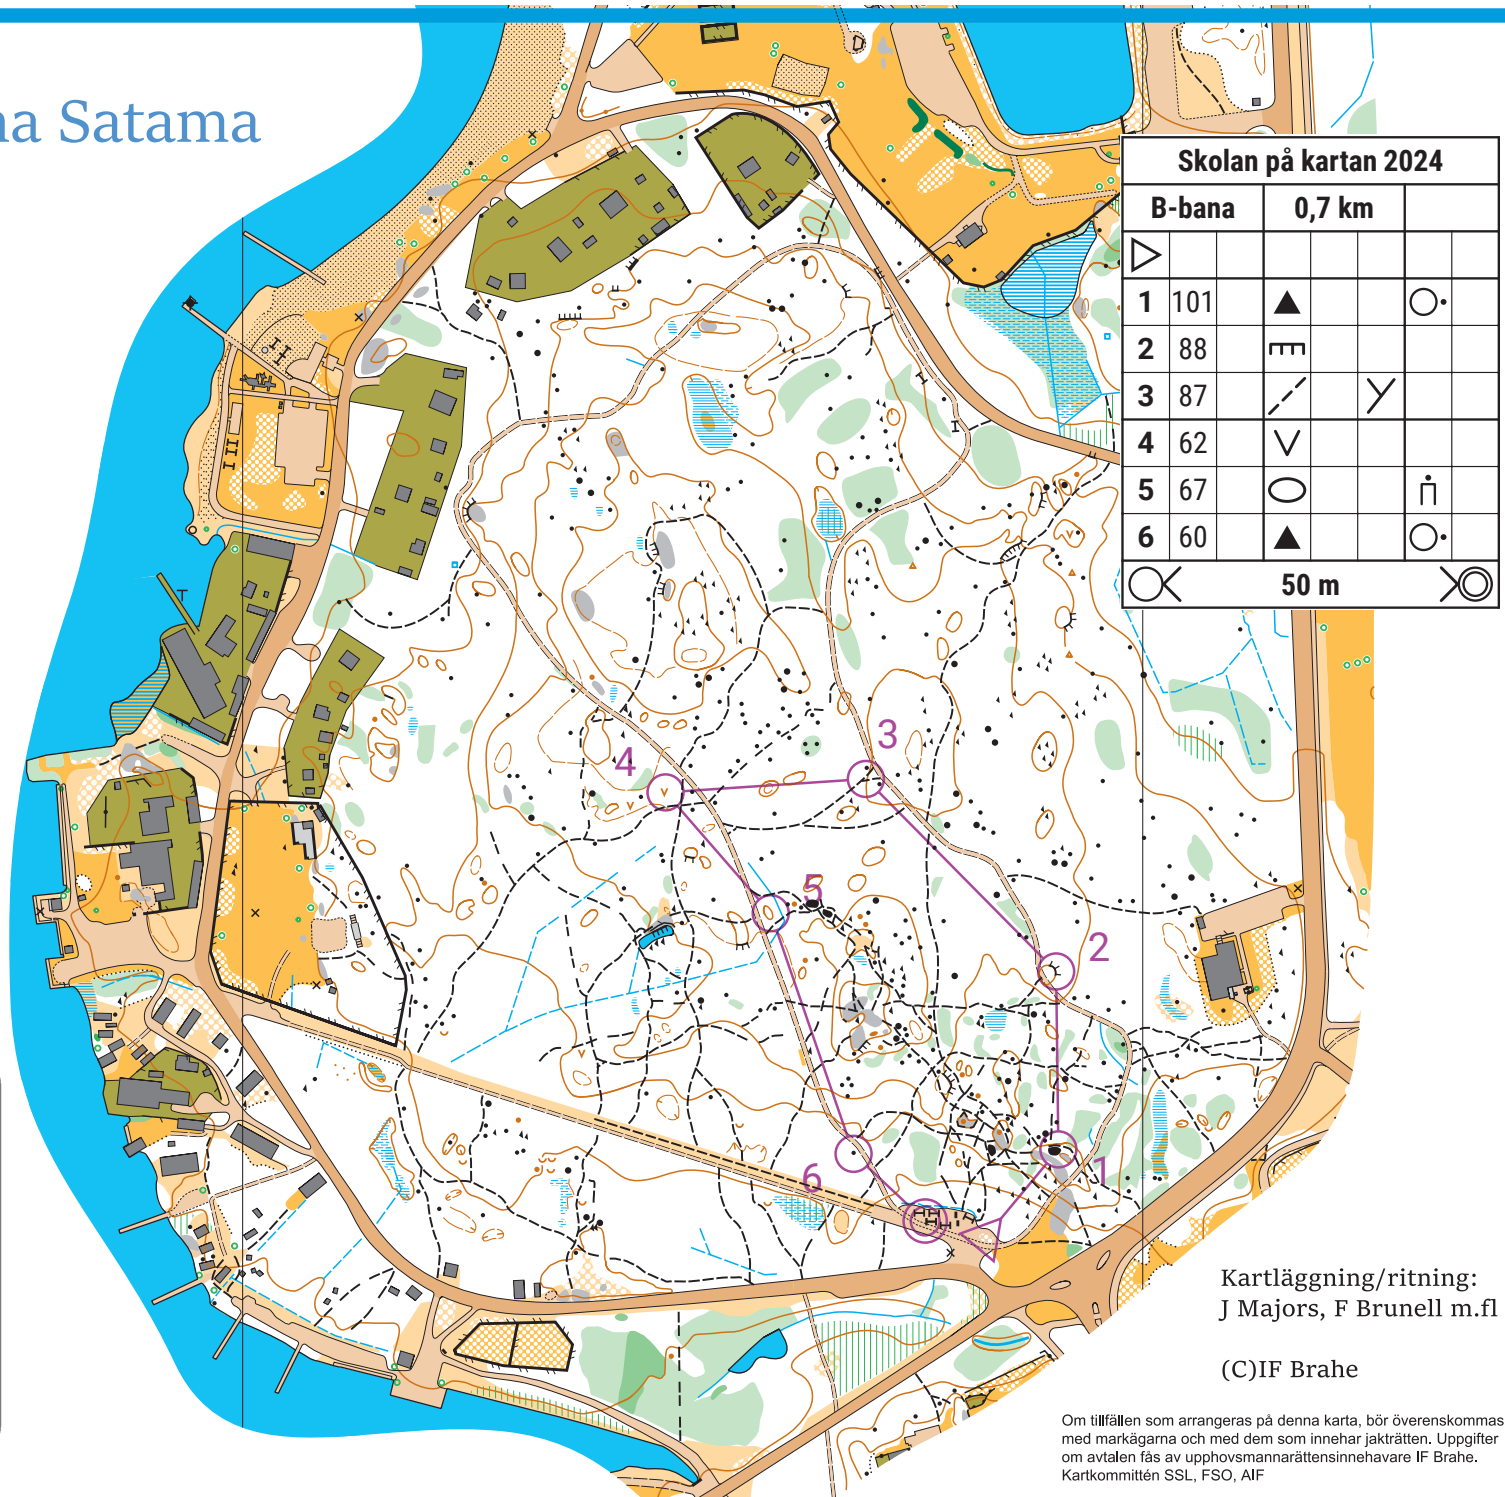 na Satama
Skolan på kartan 2024
B-bana 0,7 km
1 101
2 88
3 87
4 62
5 67
6 60
50 m
3
4
5
2
1
6
Kartläggning/ritning:
J Majors, F Brunell m.fl
(C)IF Brahe
Om tillfällen som arrangeras på denna karta, bör överenskommas
med markägarna och med dem som innehar jakträtten. Uppgifter
om avtalen fås av upphovsmannarättensinnehavare IF Brahe.
Kartkommittén SSL, FSO, AIF